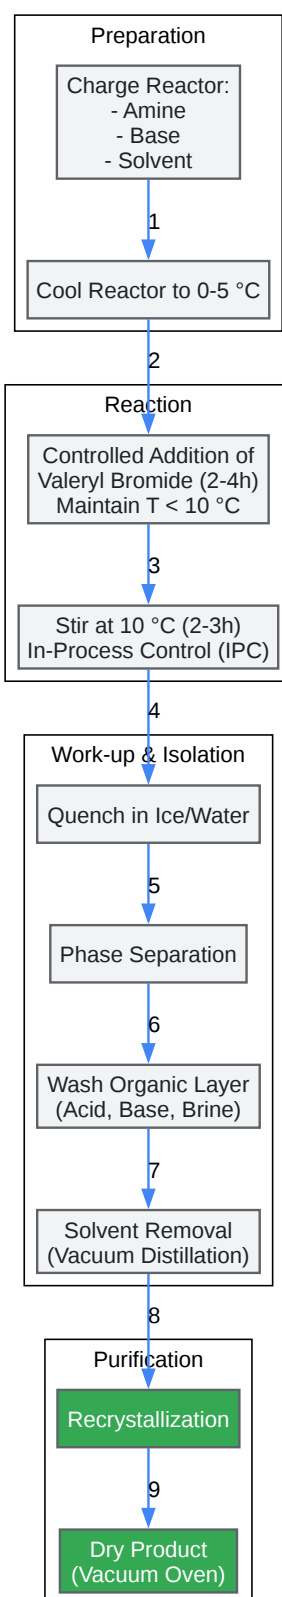 Preparation
Charge Reactor:
- Amine
- Base
- Solvent
1
Cool Reactor to 0-5 °C
2
Reaction
Controlled Addition of
Valeryl Bromide (2-4h)
Maintain T < 10 °C
3
Stir at 10 °C (2-3h)
In-Process Control (IPC)
4
Work-up & Isolation
Quench in Ice/Water
5
Phase Separation
6
Wash Organic Layer
(Acid, Base, Brine)
7
Solvent Removal
(Vacuum Distillation)
8
Purification
Recrystallization
9
Dry Product
(Vacuum Oven)